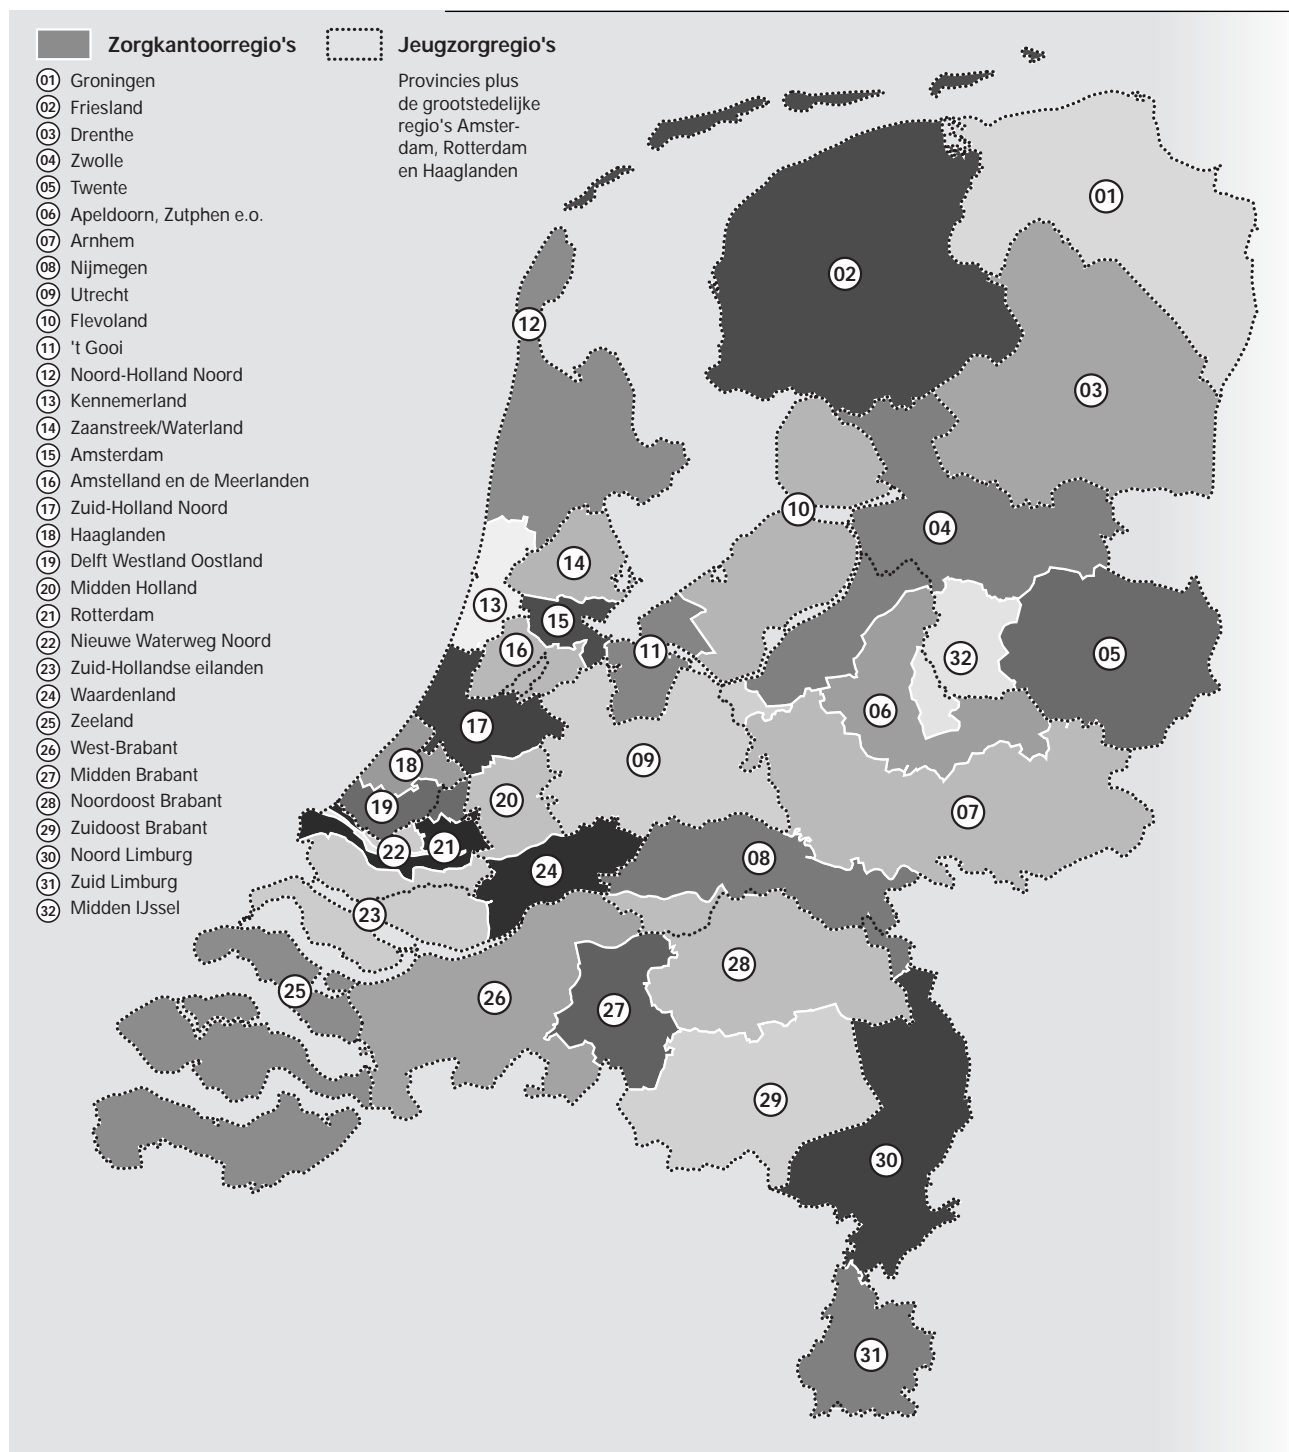 Zorgkantoorregio's
01 Groningen
02 Friesland
03 Drenthe
04 Zwolle
05 Twente
06 Apeldoorn, Zutphen e.o.
07 Arnhem
08 Nijmegen
09 Utrecht
10 Flevoland
11 't Gooi
12 Noord-Holland Noord
13 Kennemerland
14 Zaanstreek/Waterland
15 Amsterdam
16 Amstelland en de Meerlanden
17 Zuid-Holland Noord
18 Haaglanden
19 Delft Westland Oostland
20 Midden Holland
21 Rotterdam
22 Nieuwe Waterweg Noord
23 Zuid-Hollandse eilanden
24 Waardenland
25 Zeeland
26 West-Brabant
27 Midden Brabant
28 Noordoost Brabant
29 Zuidoost Brabant
30 Noord Limburg
31 Zuid Limburg
32 Midden IJssel
Jeugzorgregio's
Provincies plus
de grootstedelijke
regio's Amster-
dam, Rotterdam
en Haaglanden
01
02
12
03
10
04
14
13
15
16
11
32
05
06
17
09
18
19
20
07
22
21
24
08
23
28
25
26
27
29
30
31